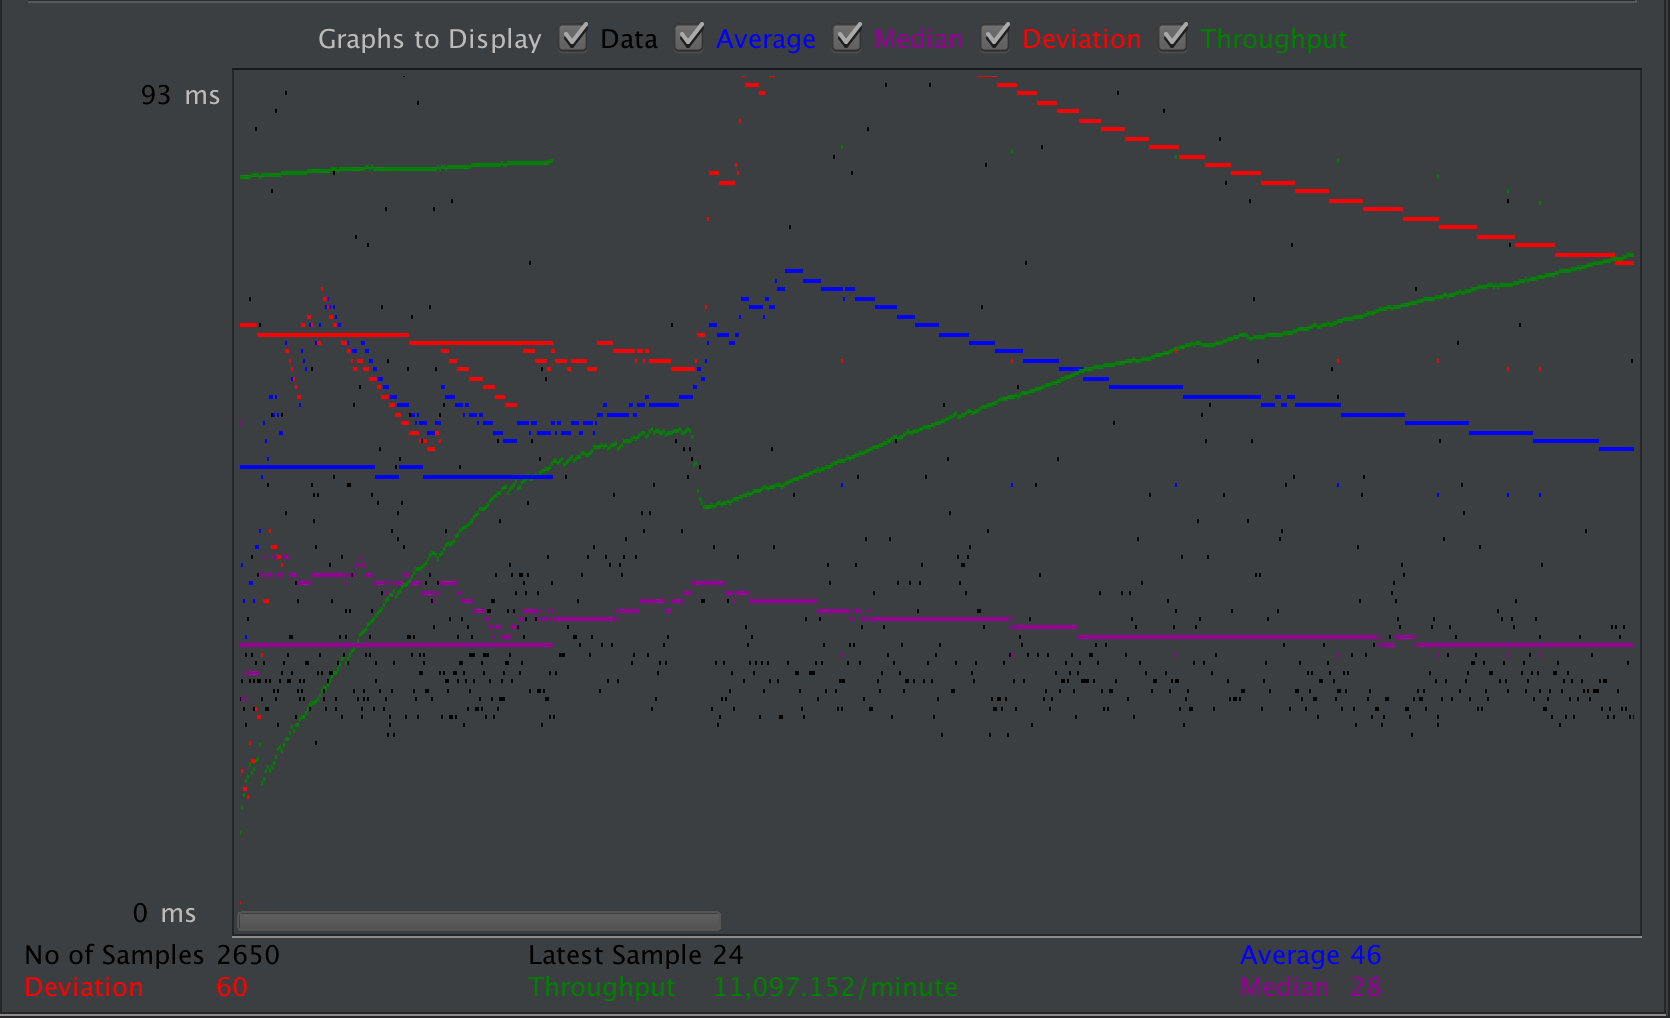 Graphs to Display Data Average Median Deviation Throughput
93 ms
0 ms
No of Samples 2650 Latest Sample 24 Average 46
Deviation 60 Throughput 11,097.152/minute Median 28